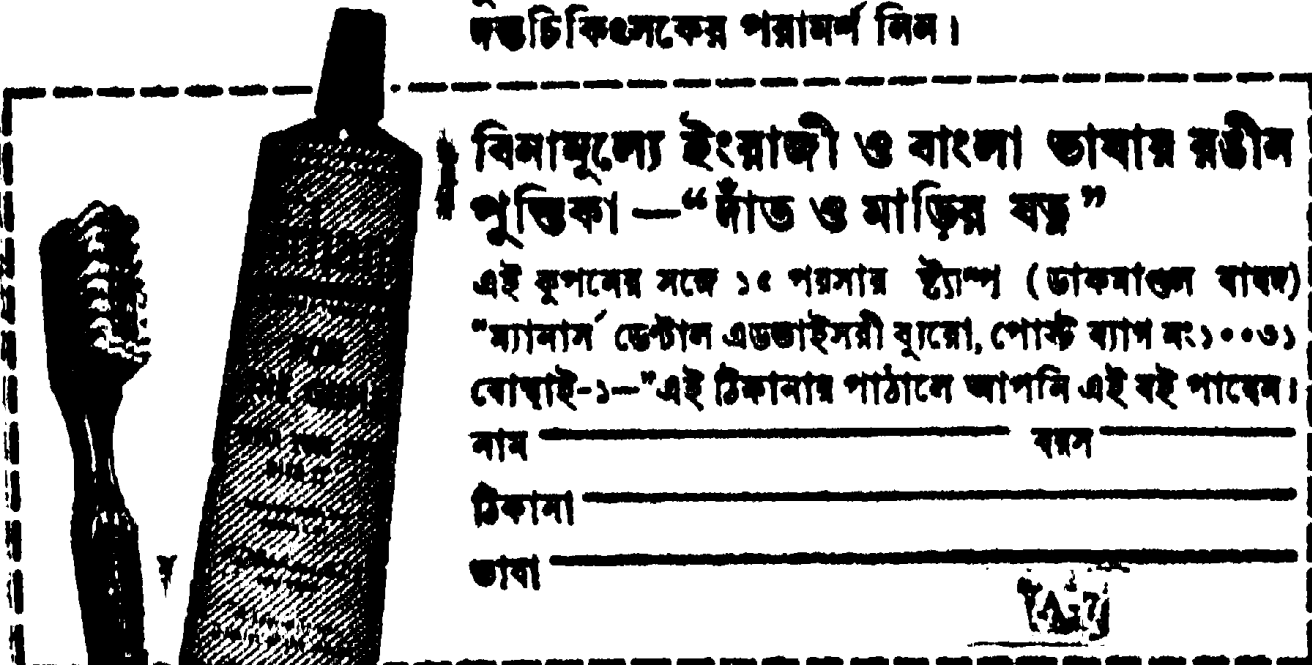 দন্তচিকিৎসকের পরামর্শ নিন।
বিনামূল্যে ইংরাজী ও বাংলা ভাষায় রঙীন
পুস্তিকা—“দাঁত ও মাড়ির যত্ন”
এই কুপনের সঙ্গে ১৫ পয়সার স্ট্যাম্প (ডাকমাশুল বাবদ)
"ম্যানার্স ডেণ্টাল এডভাইসরী ব্যুরো, পোস্ট ব্যাগ নং ১০০৩১
বোম্বাই-১—"এই ঠিকানায় পাঠালে আপনি এই বই পাবেন।
নাম বয়স
ঠিকানা
ভাষা
A-7